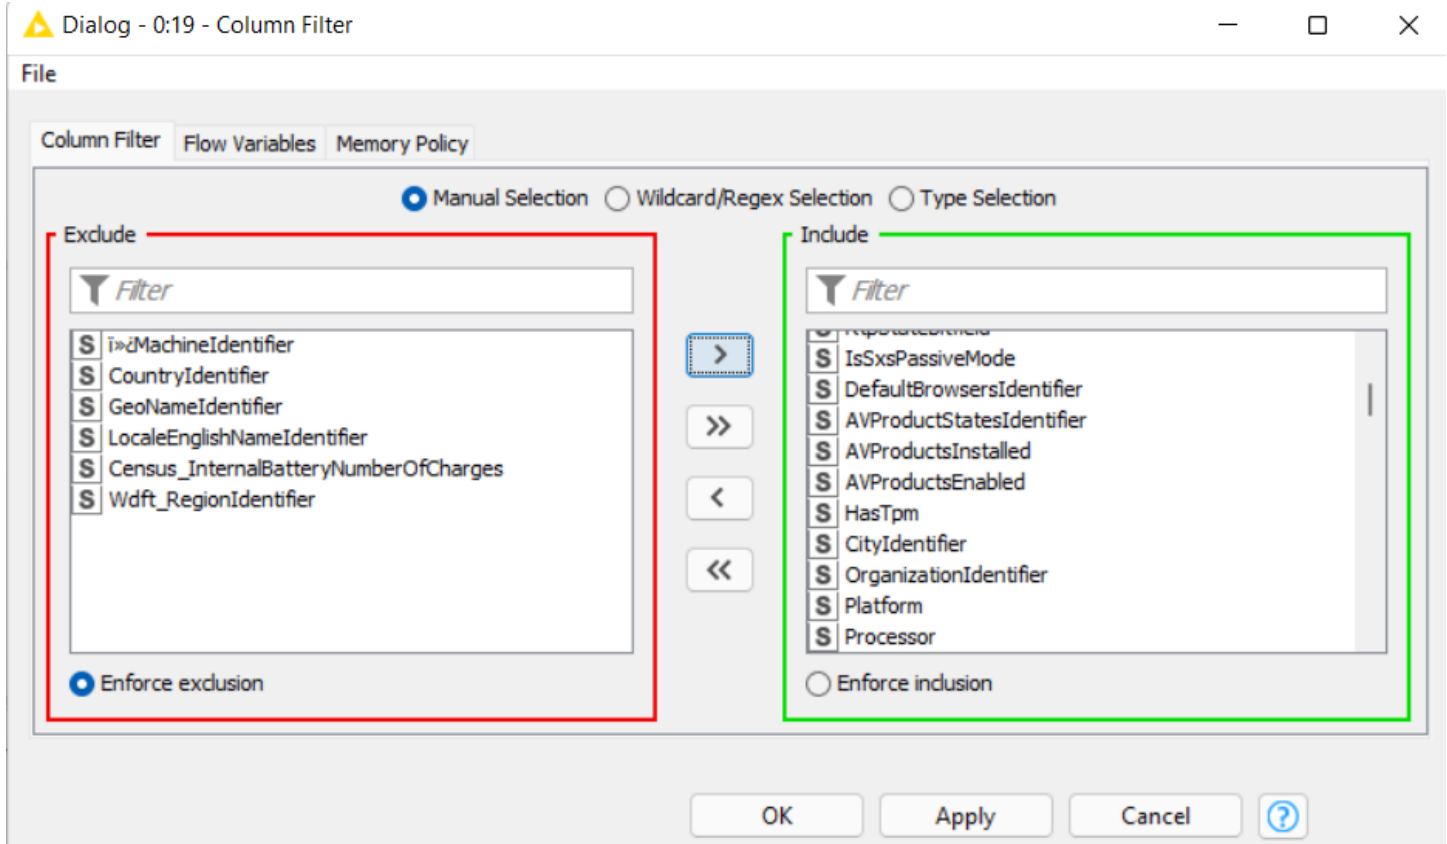 Dialog - 0:19 - Column Filter
File
Column Filter Flow Variables Memory Policy
Manual Selection Wildcard/Regex Selection Type Selection
Exclude
Filter
S ï»¿MachineIdentifier
S CountryIdentifier
S GeoNameIdentifier
S LocaleEnglishNameIdentifier
S Census_InternalBatteryNumberOfCharges
S Wdft_RegionIdentifier
Enforce exclusion
>
>>
<
<<
Include
Filter
S IsSxsPassiveMode
S DefaultBrowsersIdentifier
S AVProductStatesIdentifier
S AVProductsInstalled
S AVProductsEnabled
S HasTpm
S CityIdentifier
S OrganizationIdentifier
S Platform
S Processor
Enforce inclusion
OK Apply Cancel ?